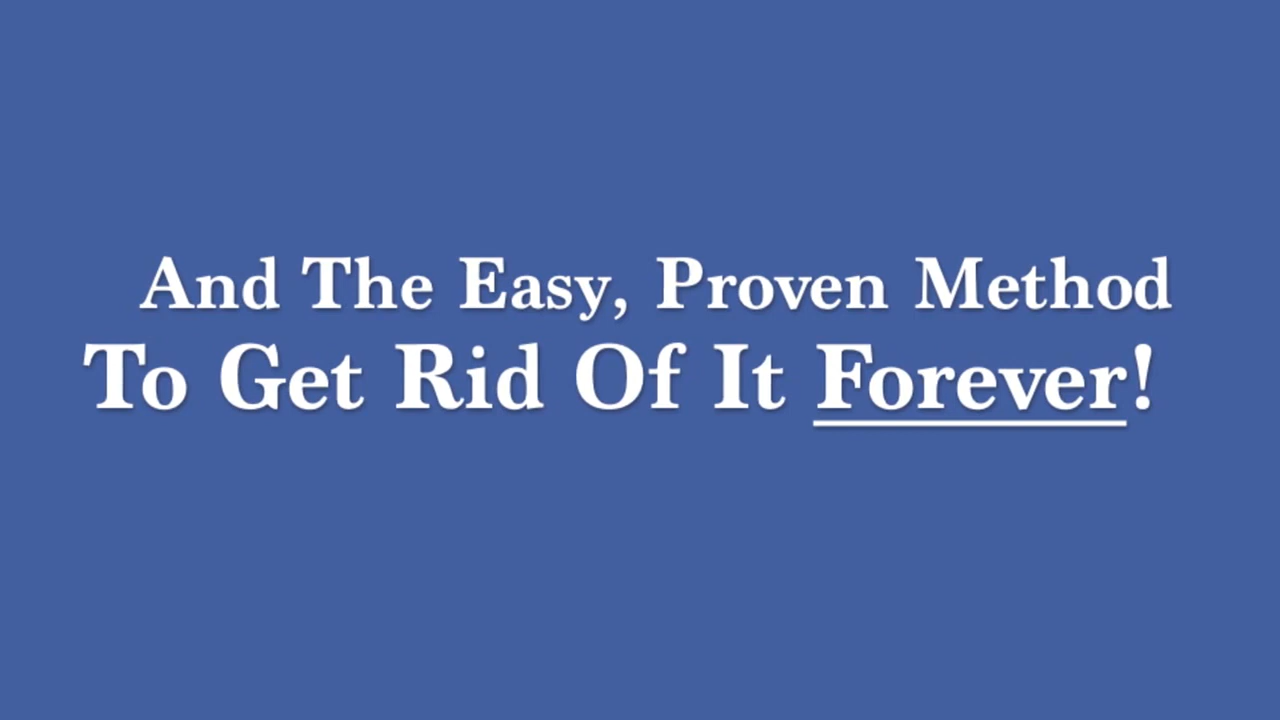 And The Easy, Proven Method
To Get Rid Of It Forever!